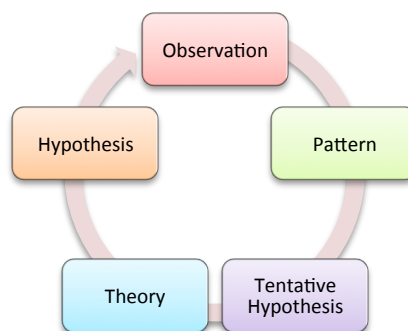 Observation
Pattern
Tentative
Hypothesis
Theory
Hypothesis